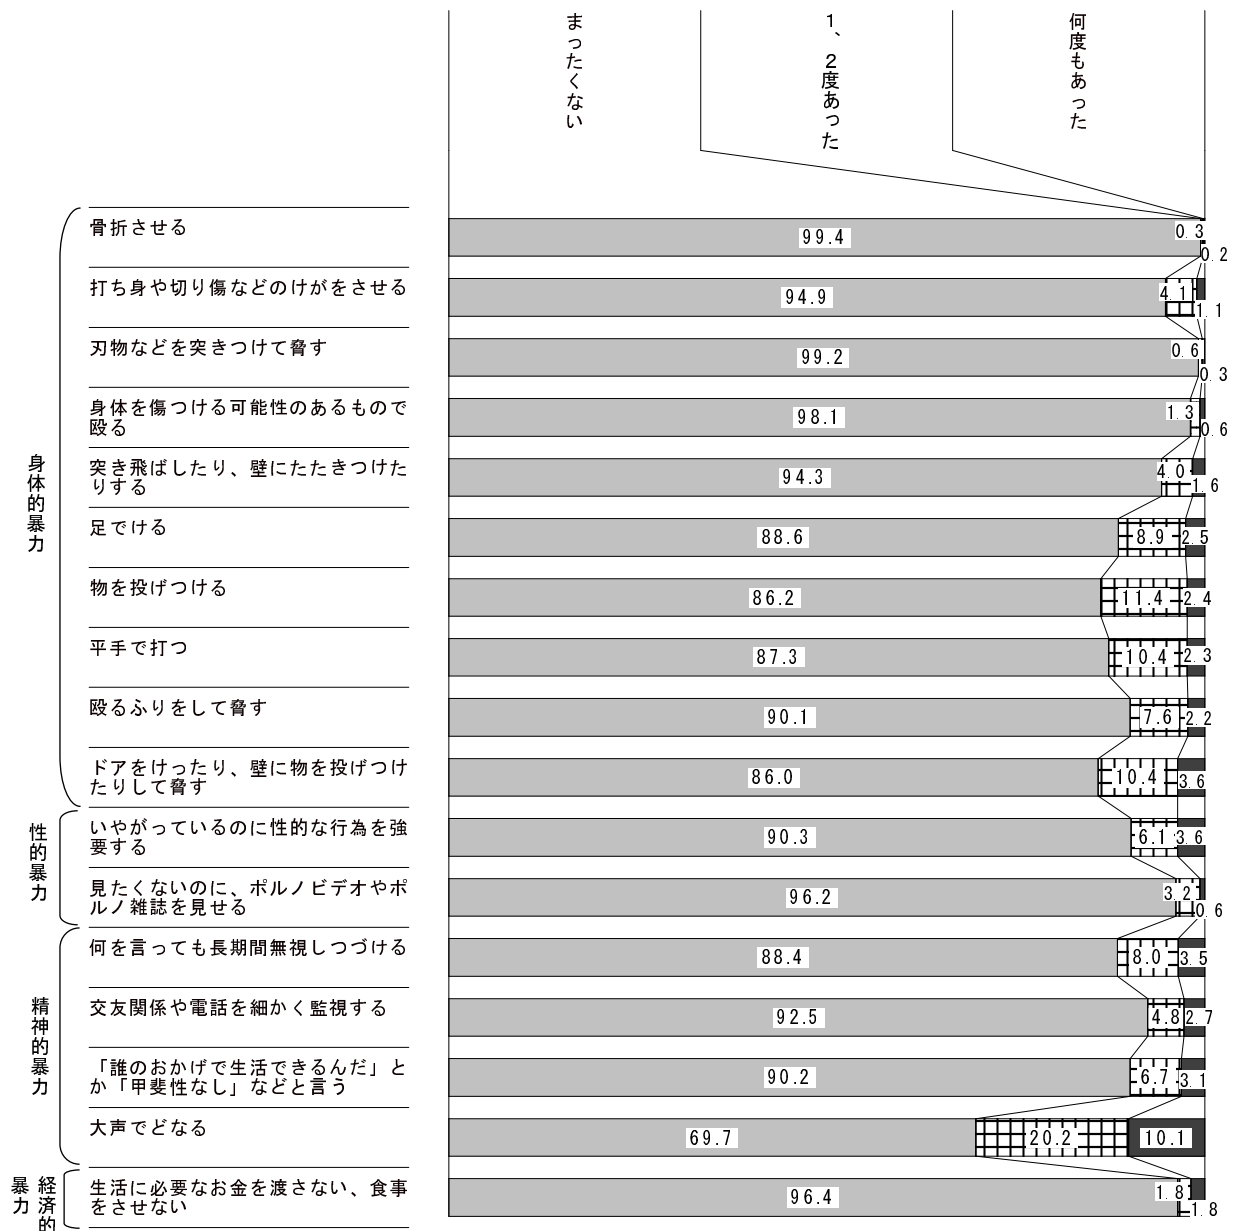 まったくない
1、2度あった
何度もあった
身体的暴力
骨折させる
99.4
0.3
0.2
打ち身や切り傷などのけがをさせる
94.9
4.1
1.1
刃物などを突きつけて脅す
99.2
0.6
0.3
身体を傷つける可能性のあるもので
殴る
98.1
1.3
0.6
突き飛ばしたり、壁にたたきつけた
りする
94.3
4.0
1.6
足でける
88.6
8.9
2.5
物を投げつける
86.2
11.4
2.4
平手で打つ
87.3
10.4
2.3
殴るふりをして脅す
90.1
7.6
2.2
ドアをけったり、壁に物を投げつけ
たりして脅す
86.0
10.4
3.6
性的暴力
いやがっているのに性的な行為を強
要する
90.3
6.1
3.6
見たくないのに、ポルノビデオやポ
ルノ雑誌を見せる
96.2
3.2
0.6
精神的暴力
何を言っても長期間無視しつづける
88.4
8.0
3.5
交友関係や電話を細かく監視する
92.5
4.8
2.7
「誰のおかげで生活できるんだ」と
か「甲斐性なし」などと言う
90.2
6.7
3.1
大声でどなる
69.7
20.2
10.1
経済的
暴力
生活に必要なお金を渡さない、食事
をさせない
96.4
1.8
1.8